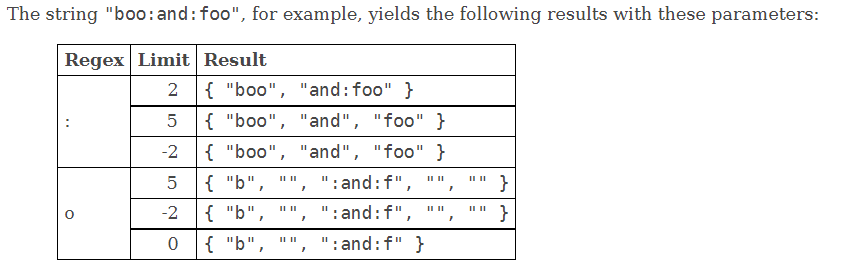 The string "boo:and:foo", for example, yields the following results with these parameters:
Regex Limit Result
2 { "boo", "and:foo" }
: 5 { "boo", "and", "foo" }
-2 { "boo", "and", "foo" }
5 { "b", "", ":and:f", "", "" }
o -2 { "b", "", ":and:f", "", "" }
0 { "b", "", ":and:f" }